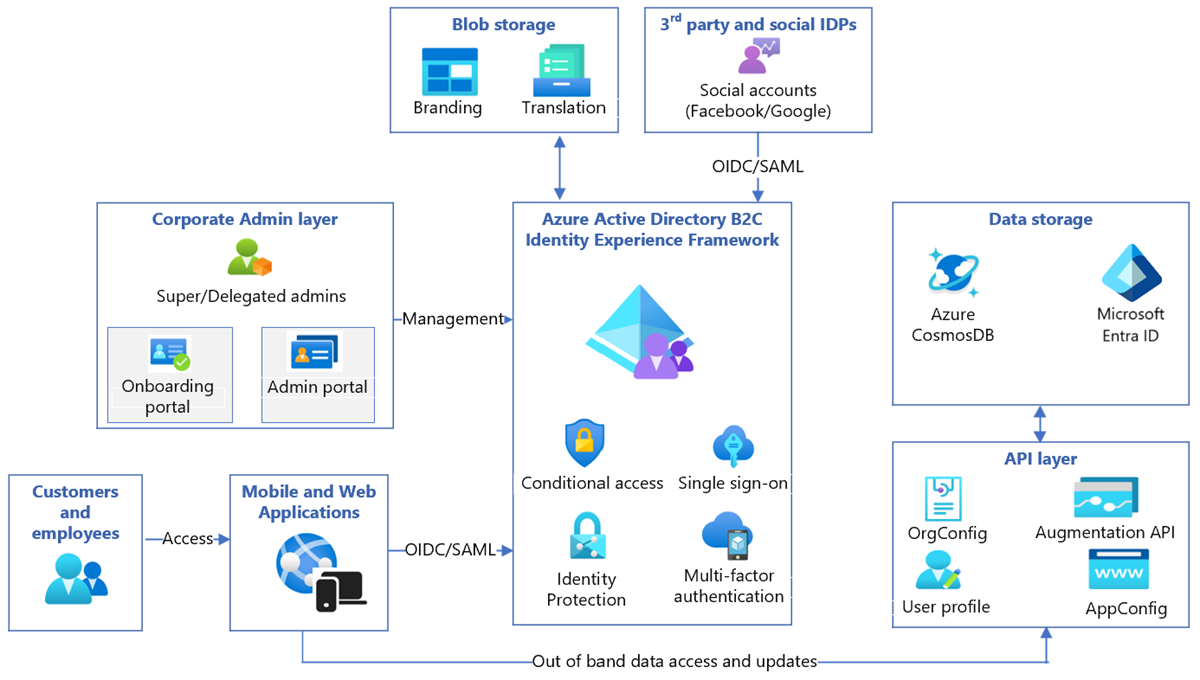 Blob storage
Branding
Translation
3rd party and social IDPs
Social accounts
(Facebook/Google)
OIDC/SAML
Corporate Admin layer
Super/Delegated admins
Onboarding
portal
Admin portal
Management
Azure Active Directory B2C
Identity Experience Framework
Conditional access
Single sign-on
Identity
Protection
Multi-factor
authentication
Data storage
Azure
CosmosDB
Microsoft
Entra ID
Customers
and
employees
Access
Mobile and Web
Applications
OIDC/SAML
API layer
OrgConfig
Augmentation API
User profile
www
AppConfig
Out of band data access and updates